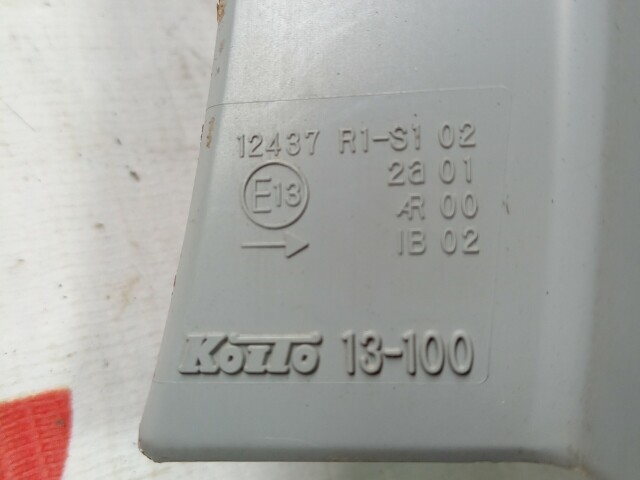 12437 R1-S1 02
E13 2a 01
AR 00
IB 02
KOITO 13-100